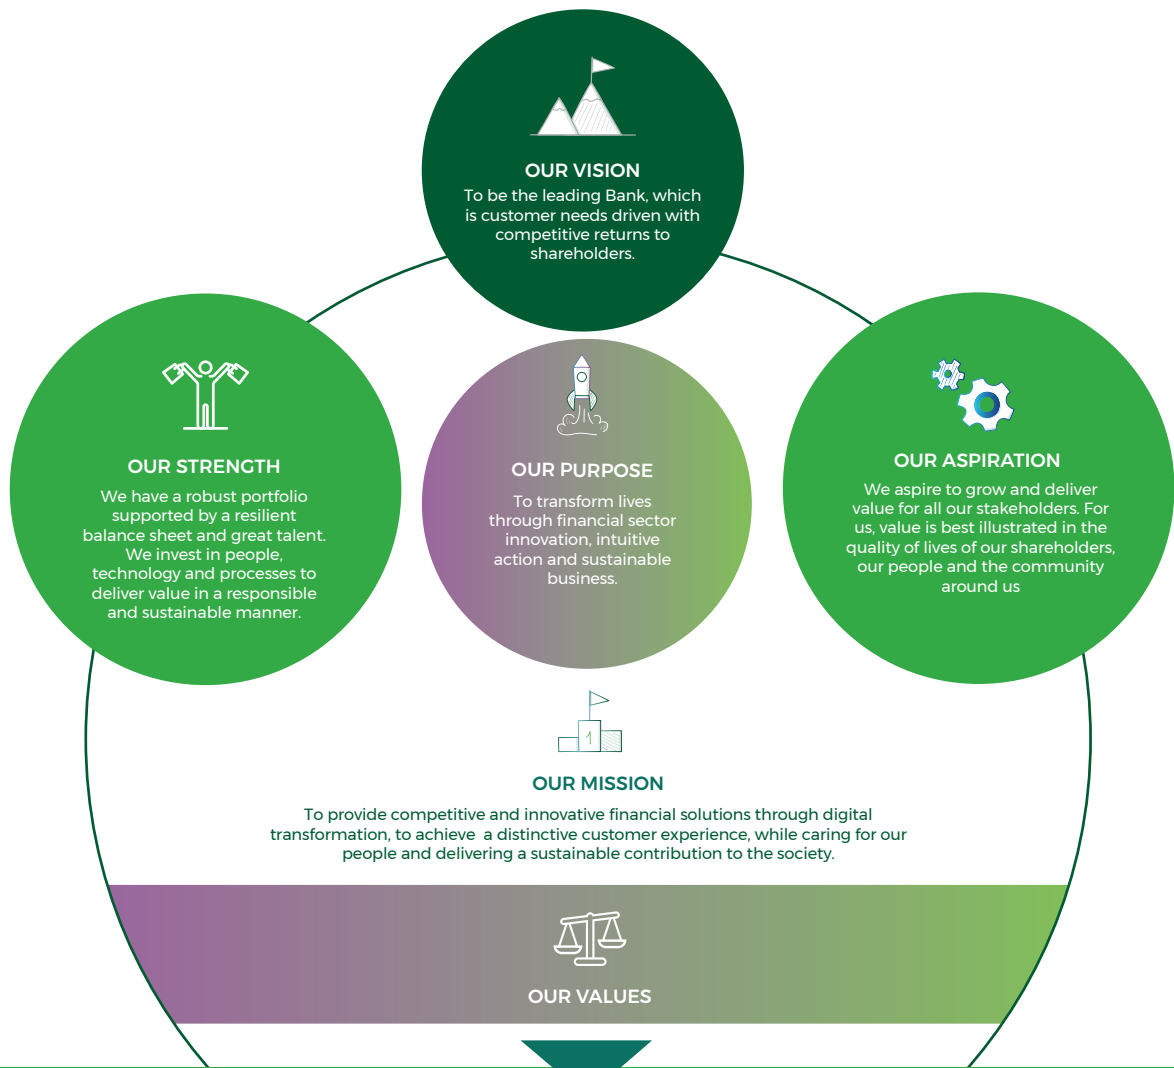 OUR VISION
To be the leading Bank, which
is customer needs driven with
competitive returns to
shareholders.
OUR STRENGTH
We have a robust portfolio
supported by a resilient
balance sheet and great talent.
We invest in people,
technology and processes to
deliver value in a responsible
and sustainable manner.
OUR PURPOSE
To transform lives
through financial sector
innovation, intuitive
action and sustainable
business.
OUR ASPIRATION
We aspire to grow and deliver
value for all our stakeholders. For
us, value is best illustrated in the
quality of lives of our shareholders,
our people and the community
around us
1
OUR MISSION
To provide competitive and innovative financial solutions through digital
transformation, to achieve a distinctive customer experience, while caring for our
people and delivering a sustainable contribution to the society.
OUR VALUES